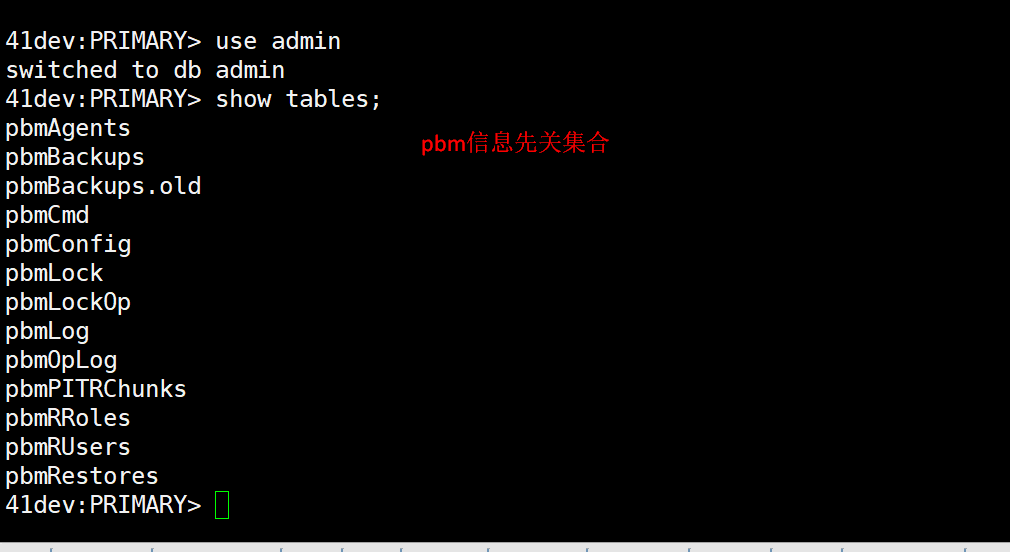 41dev:PRIMARY> use admin
switched to db admin
41dev:PRIMARY> show tables;
pbmAgents
pbm信息先关集合
pbmBackups
pbmBackups.old
pbmCmd
pbmConfig
pbmLock
pbmLockOp
pbmLog
pbmOpLog
pbmPITRChunks
pbmRRoles
pbmRUsers
pbmRestores
41dev:PRIMARY>